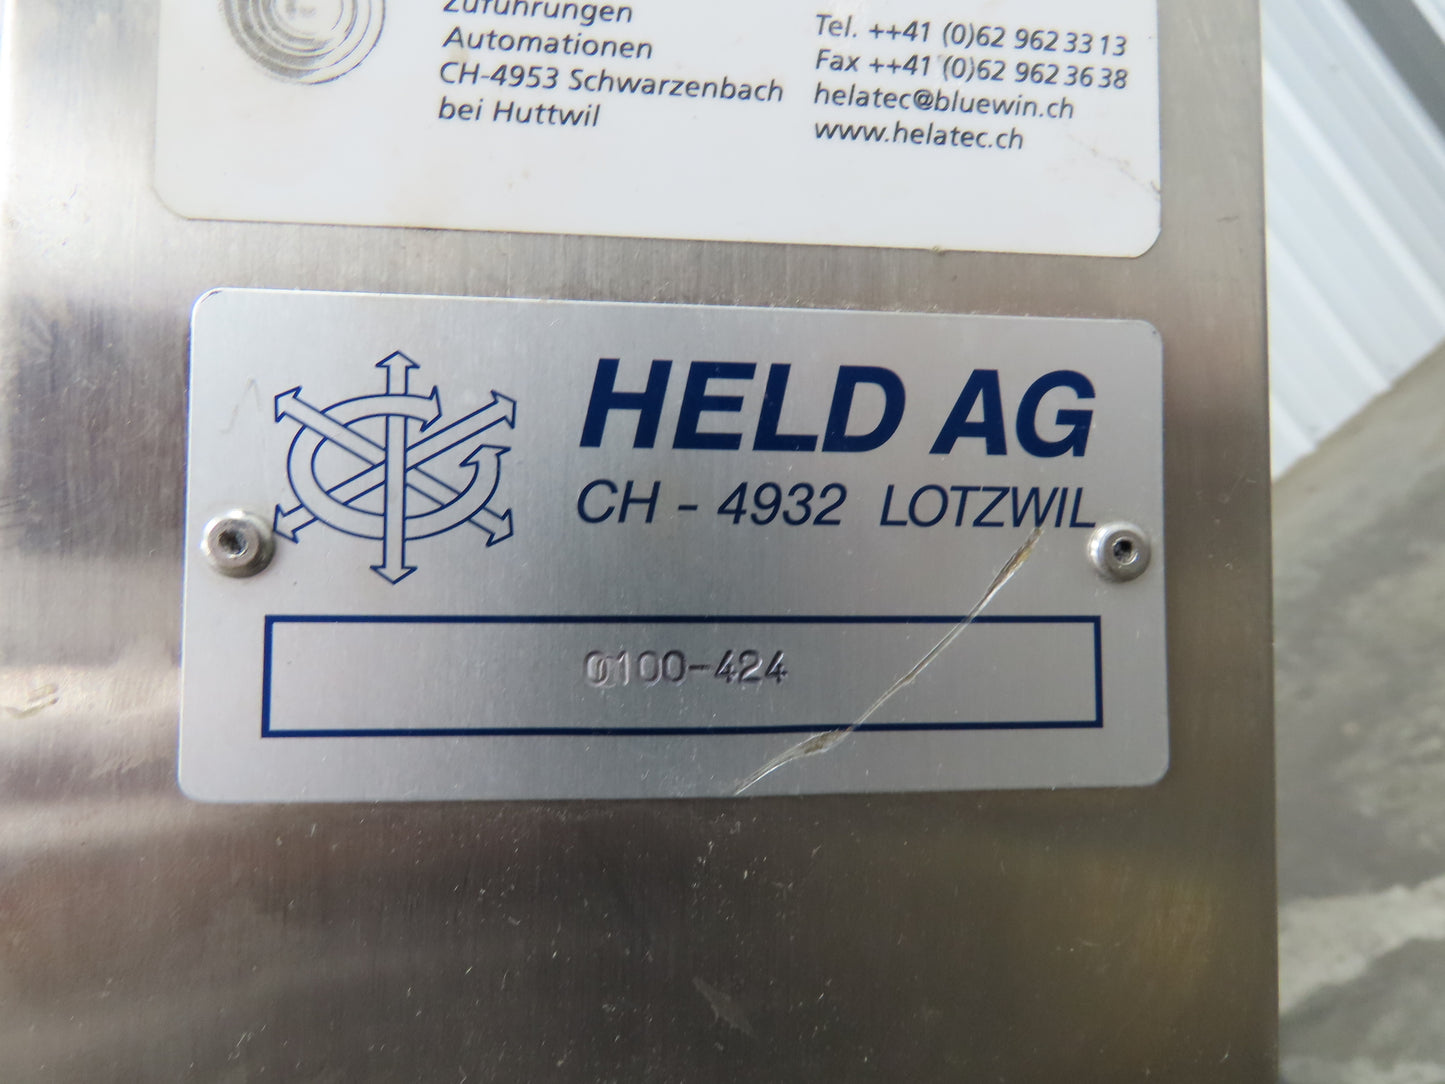 Zuführungen
Automationen
CH-4953 Schwarzenbach
bei Huttwil
Tel. ++41 (0)62 962 33 13
Fax ++41 (0)62 962 36 38
helatec@bluewin.ch
www.helatec.ch
HELD AG
CH - 4932 LOTZWIL
0100-424